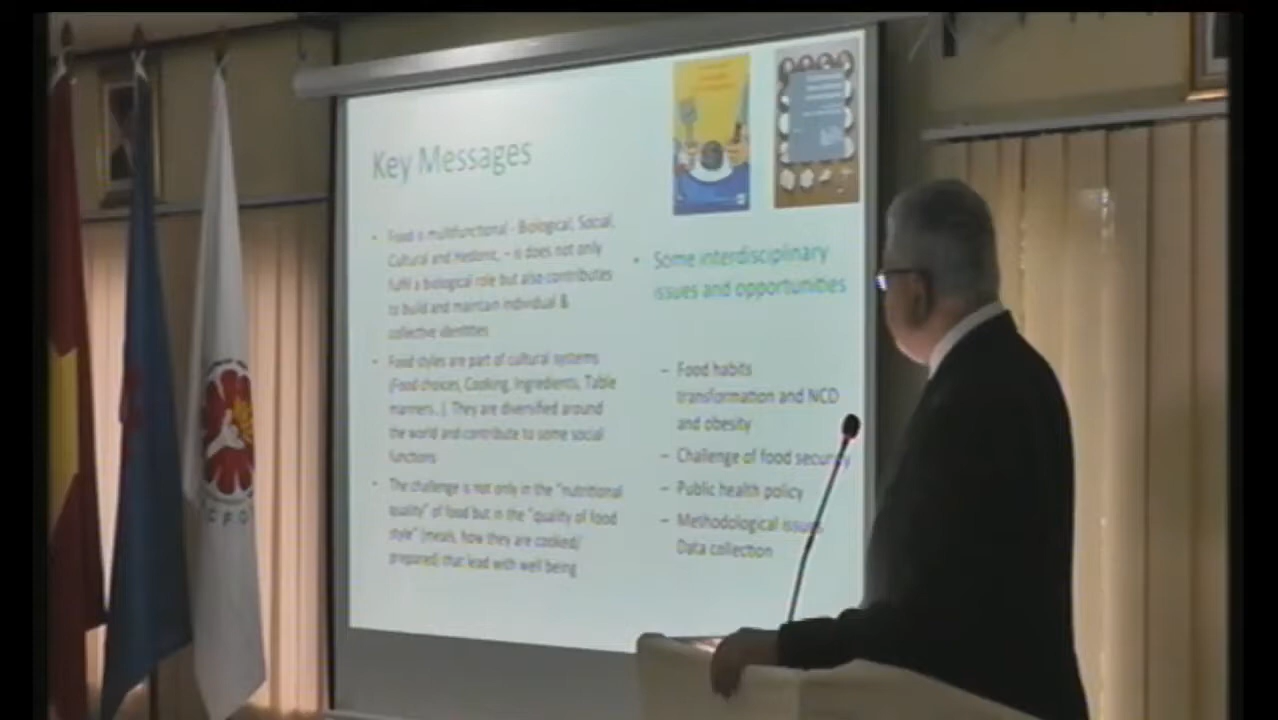 Key Messages
• Food is multifunctional - Biological, Social,
Cultural and Hedonic, – is does not only
fulfil a biological role but also contributes
to build and maintain individual &
collective identities
• Food styles are part of cultural systems
(Food choices, Cooking, Ingredients, Table
manners..). They are diversified around
the world and contribute to some social
functions
• The challenge is not only in the "nutritional
quality" of food but in the "quality of food
style" (meals, how they are cooked/
prepared) that lead with well being
• Some interdisciplinary
issues and opportunities
– Food habits
transformation and NCD
and obesity
– Challenge of food security
– Public health policy
– Methodological issues,
Data collection